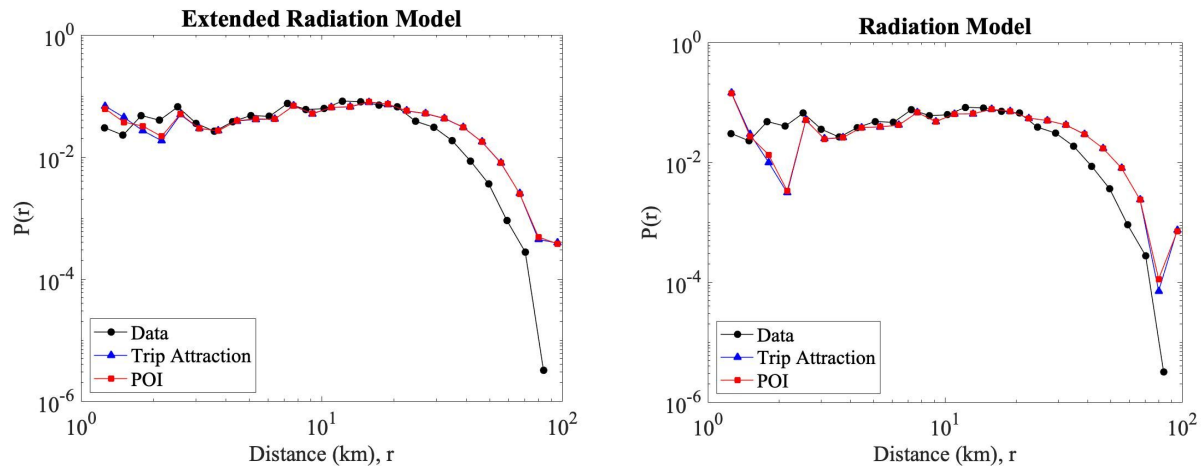 Extended Radiation Model
10^0
10^-2
10^-4
10^-6
P(r)
10^0
10^1
10^2
Distance (km), r
Data
Trip Attraction
POI
Radiation Model
10^0
10^-2
10^-4
10^-6
P(r)
10^0
10^1
10^2
Distance (km), r
Data
Trip Attraction
POI